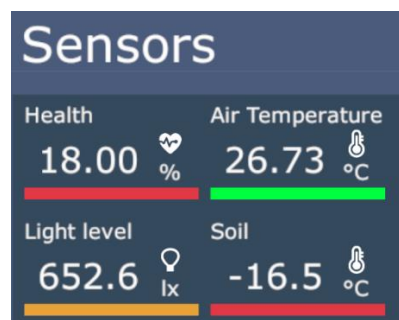 Sensors
Health
Air Temperature
18.00 %
26.73 °C
Light level
Soil
652.6 lx
-16.5 °C